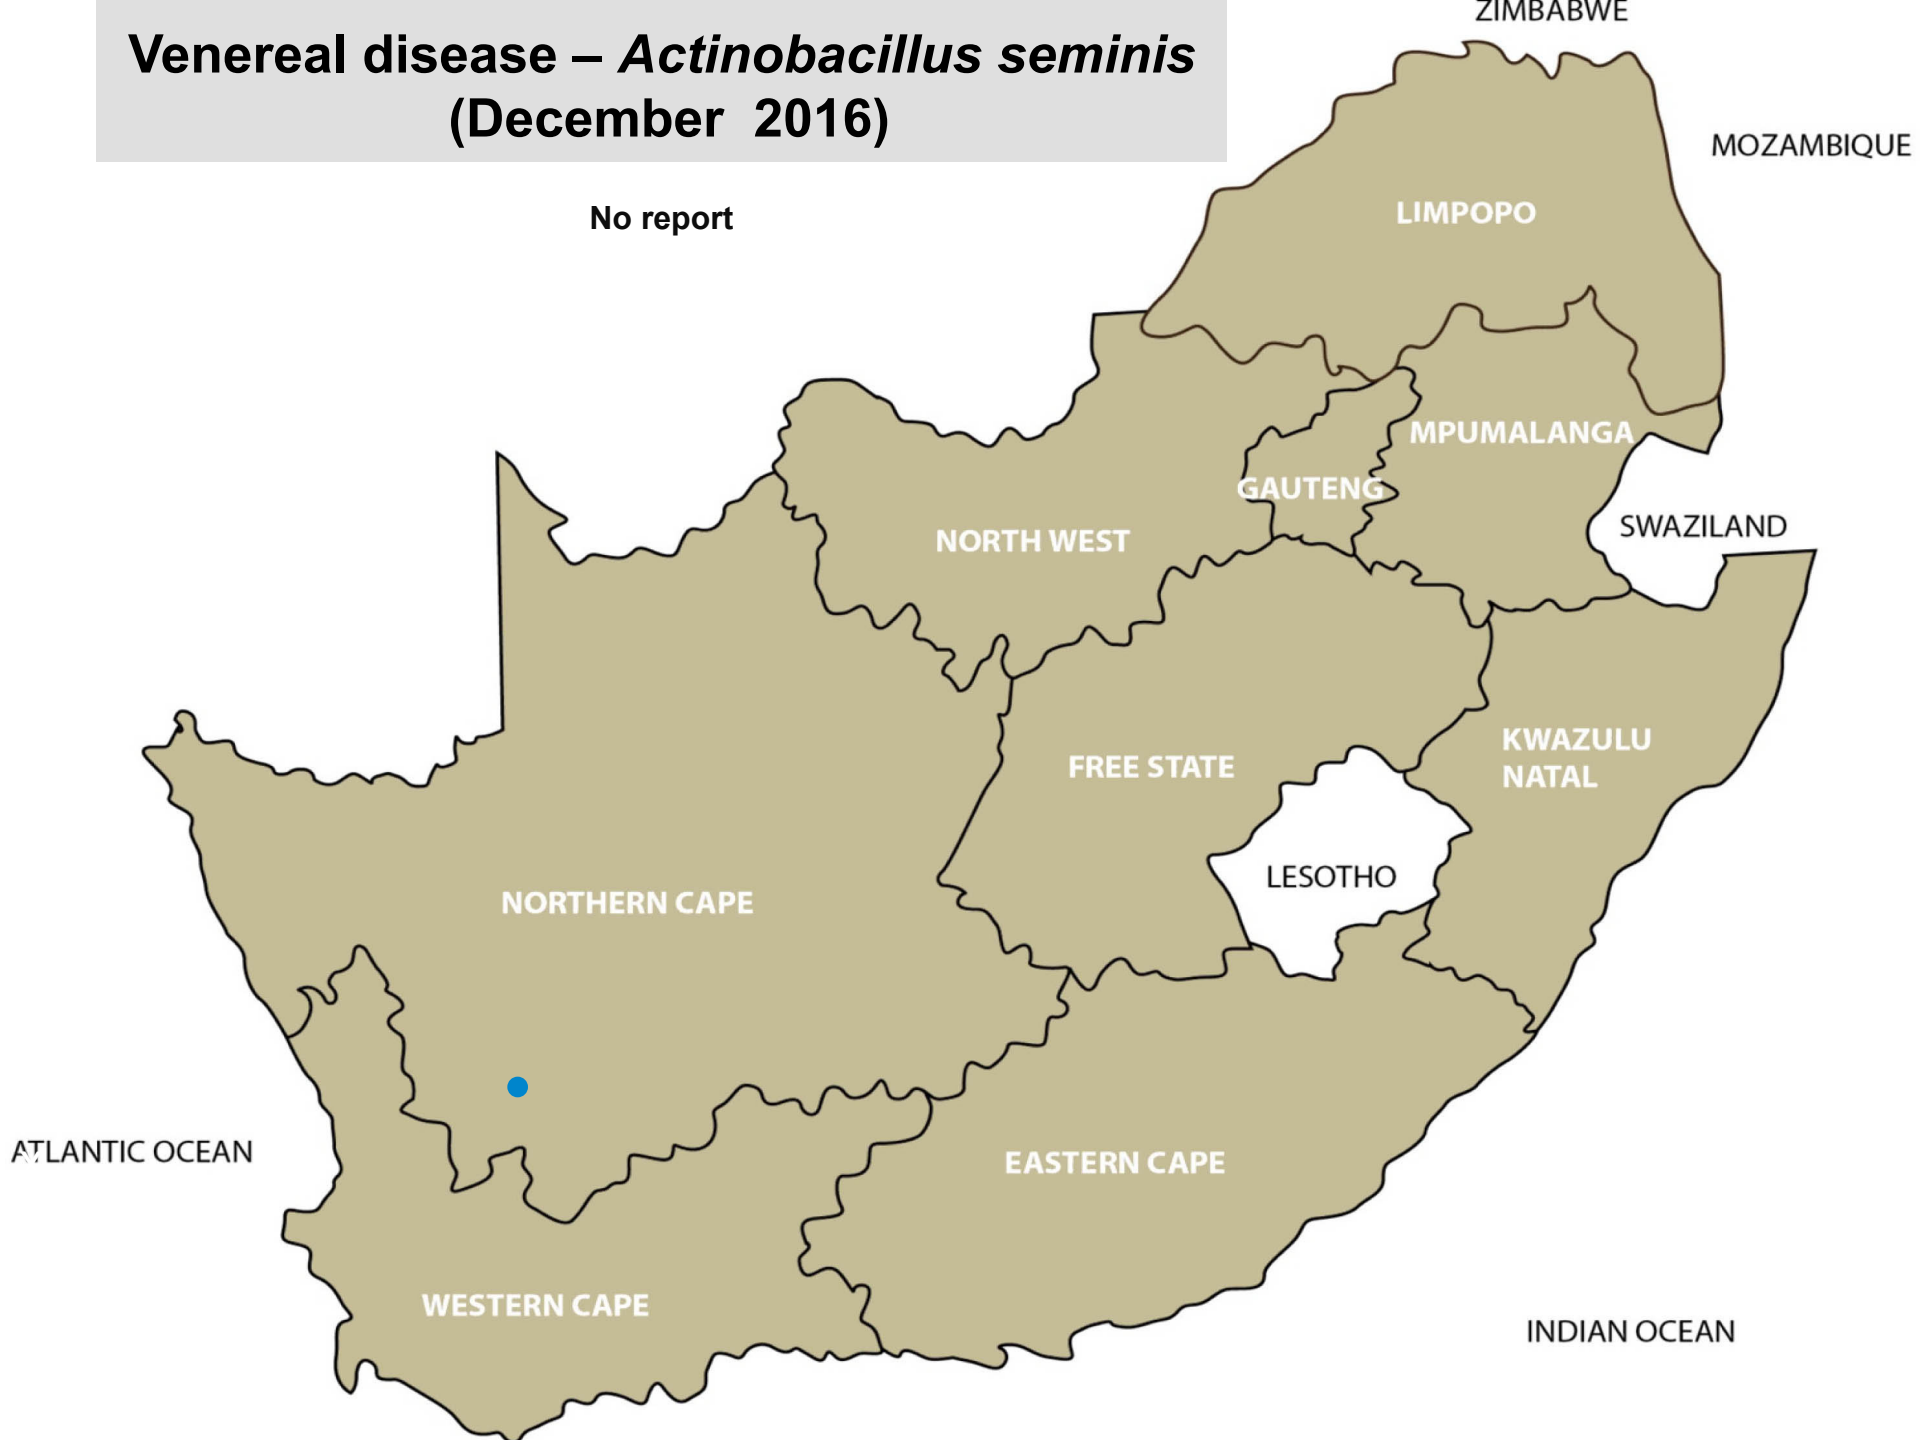 ZIMBABWE
Venereal disease – Actinobacillus seminis
(December 2016)
MOZAMBIQUE
No report
LIMPOPO
MPUMALANGA
GAUTENG
SWAZILAND
NORTH WEST
KWAZULU
NATAL
FREE STATE
LESOTHO
NORTHERN CAPE
ATLANTIC OCEAN
EASTERN CAPE
WESTERN CAPE
INDIAN OCEAN